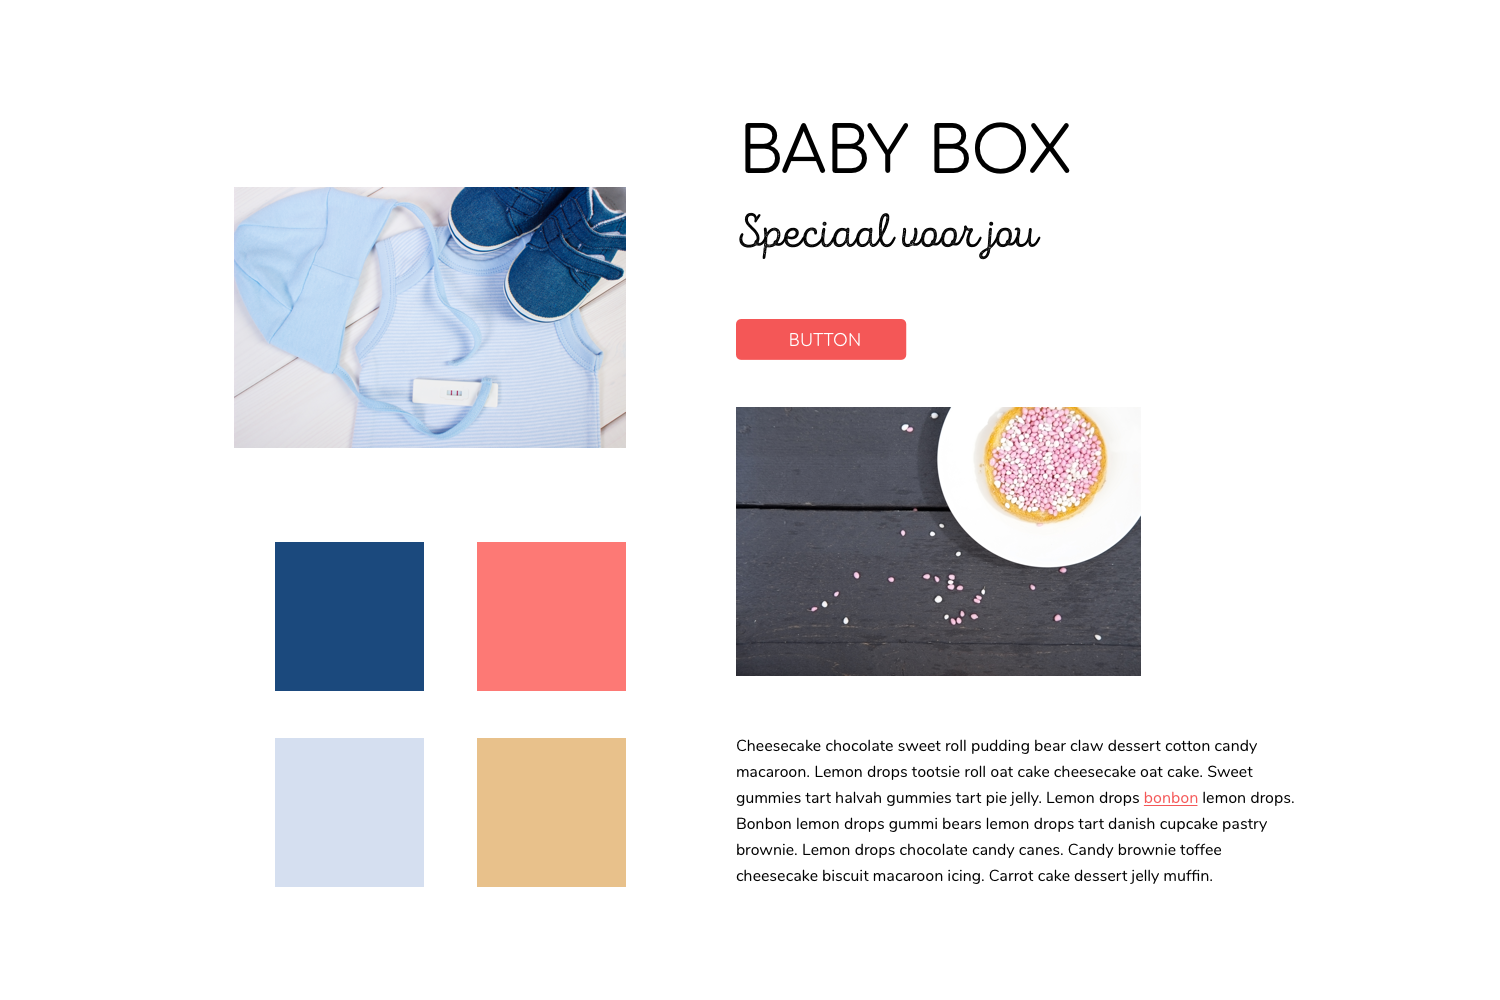 BABY BOX
Speciaal voor jou
BUTTON
Cheesecake chocolate sweet roll pudding bear claw dessert cotton candy
macaroon. Lemon drops tootsie roll oat cake cheesecake oat cake. Sweet
gummies tart halvah gummies tart pie jelly. Lemon drops bonbon lemon drops.
Bonbon lemon drops gummi bears lemon drops tart danish cupcake pastry
brownie. Lemon drops chocolate candy canes. Candy brownie toffee
cheesecake biscuit macaroon icing. Carrot cake dessert jelly muffin.